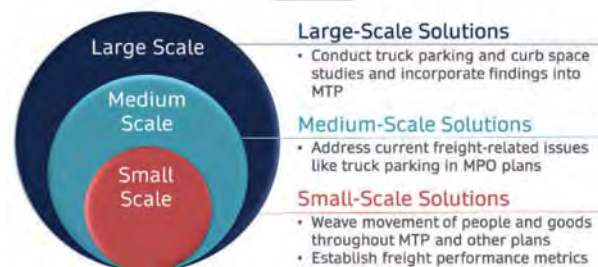 Large Scale
Medium
Scale
Small
Scale
Large-Scale Solutions
• Conduct truck parking and curb space
studies and incorporate findings into
MTP
Medium-Scale Solutions
• Address current freight-related issues
like truck parking in MPO plans
Small-Scale Solutions
• Weave movement of people and goods
throughout MTP and other plans
• Establish freight performance metrics